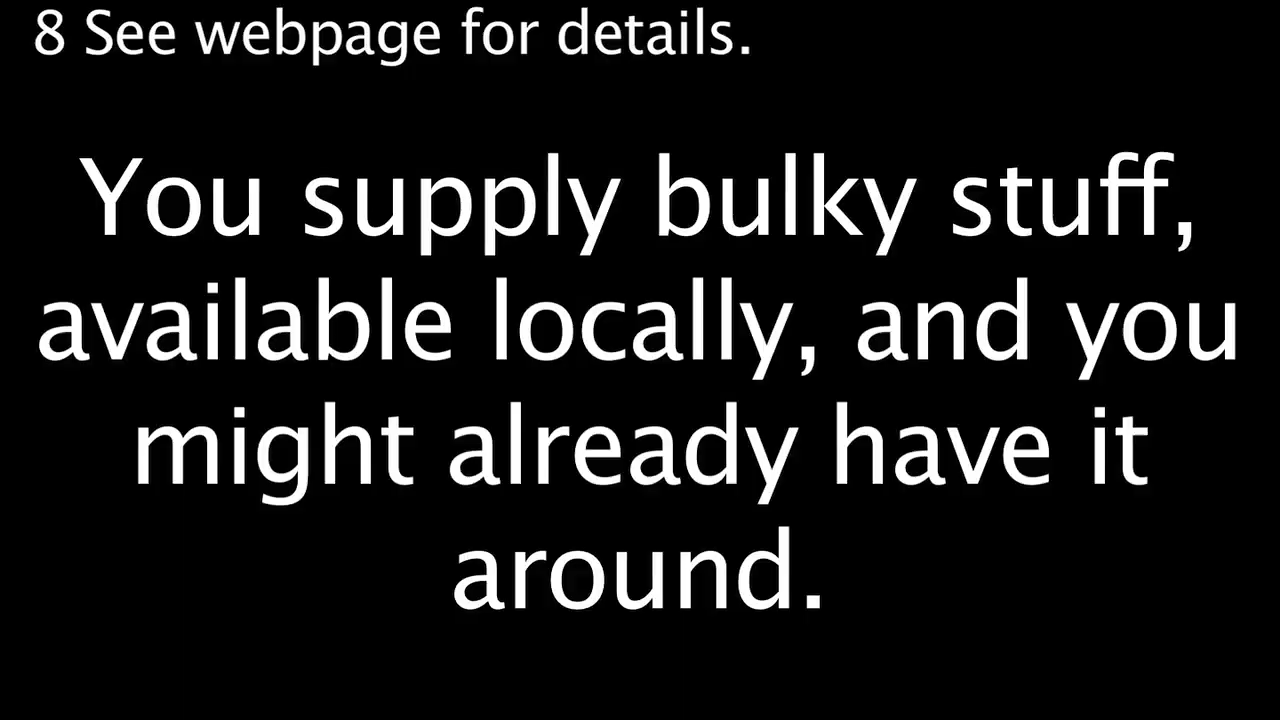 8 See webpage for details.
You supply bulky stuff,
available locally, and you
might already have it
around.